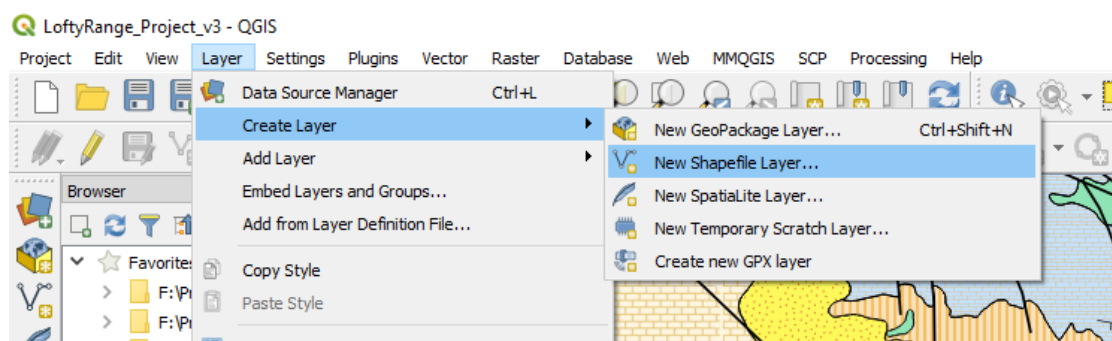 LoftyRange_Project_v3 - QGIS
Project Edit View Layer Settings Plugins Vector Raster Database Web MMQGIS SCP Processing Help
Data Source Manager Ctrl+L
Create Layer
New GeoPackage Layer... Ctrl+Shift+N
Add Layer
New Shapefile Layer...
Browser
Embed Layers and Groups...
New SpatiaLite Layer...
Add from Layer Definition File...
New Temporary Scratch Layer...
Favorites
Copy Style
Create new GPX layer
F:\Pr
Paste Style
F:\Pr